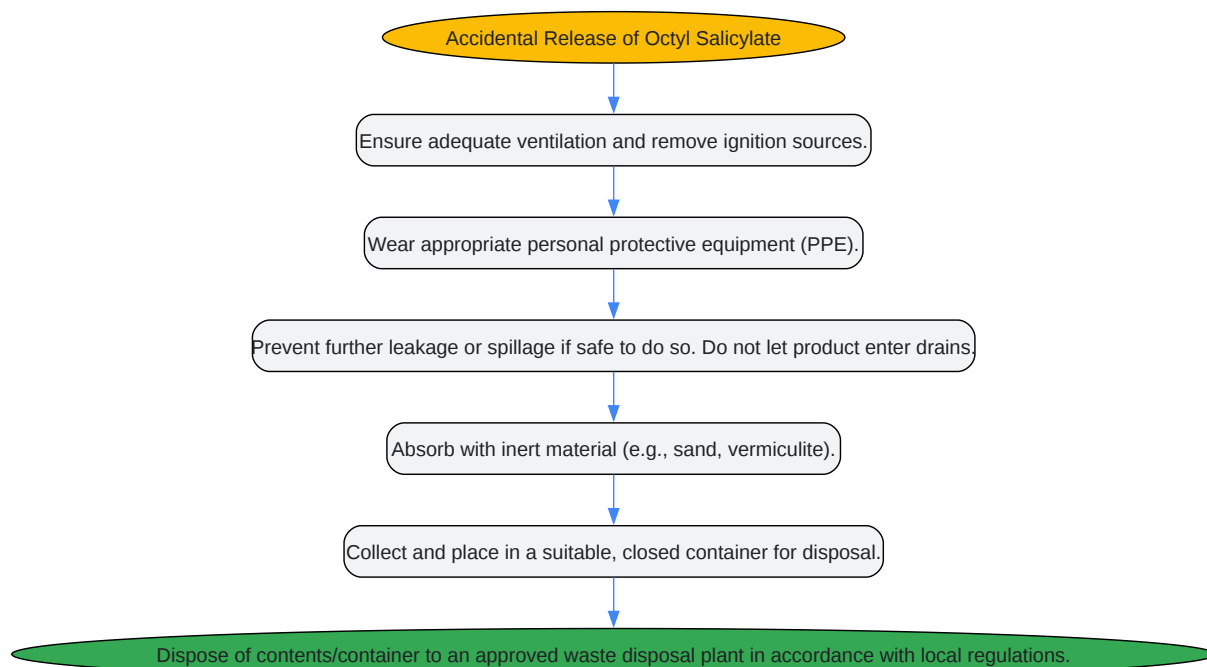 Accidental Release of Octyl Salicylate
Ensure adequate ventilation and remove ignition sources.
Wear appropriate personal protective equipment (PPE).
Prevent further leakage or spillage if safe to do so. Do not let product enter drains.
Absorb with inert material (e.g., sand, vermiculite).
Collect and place in a suitable, closed container for disposal.
Dispose of contents/container to an approved waste disposal plant in accordance with local regulations.